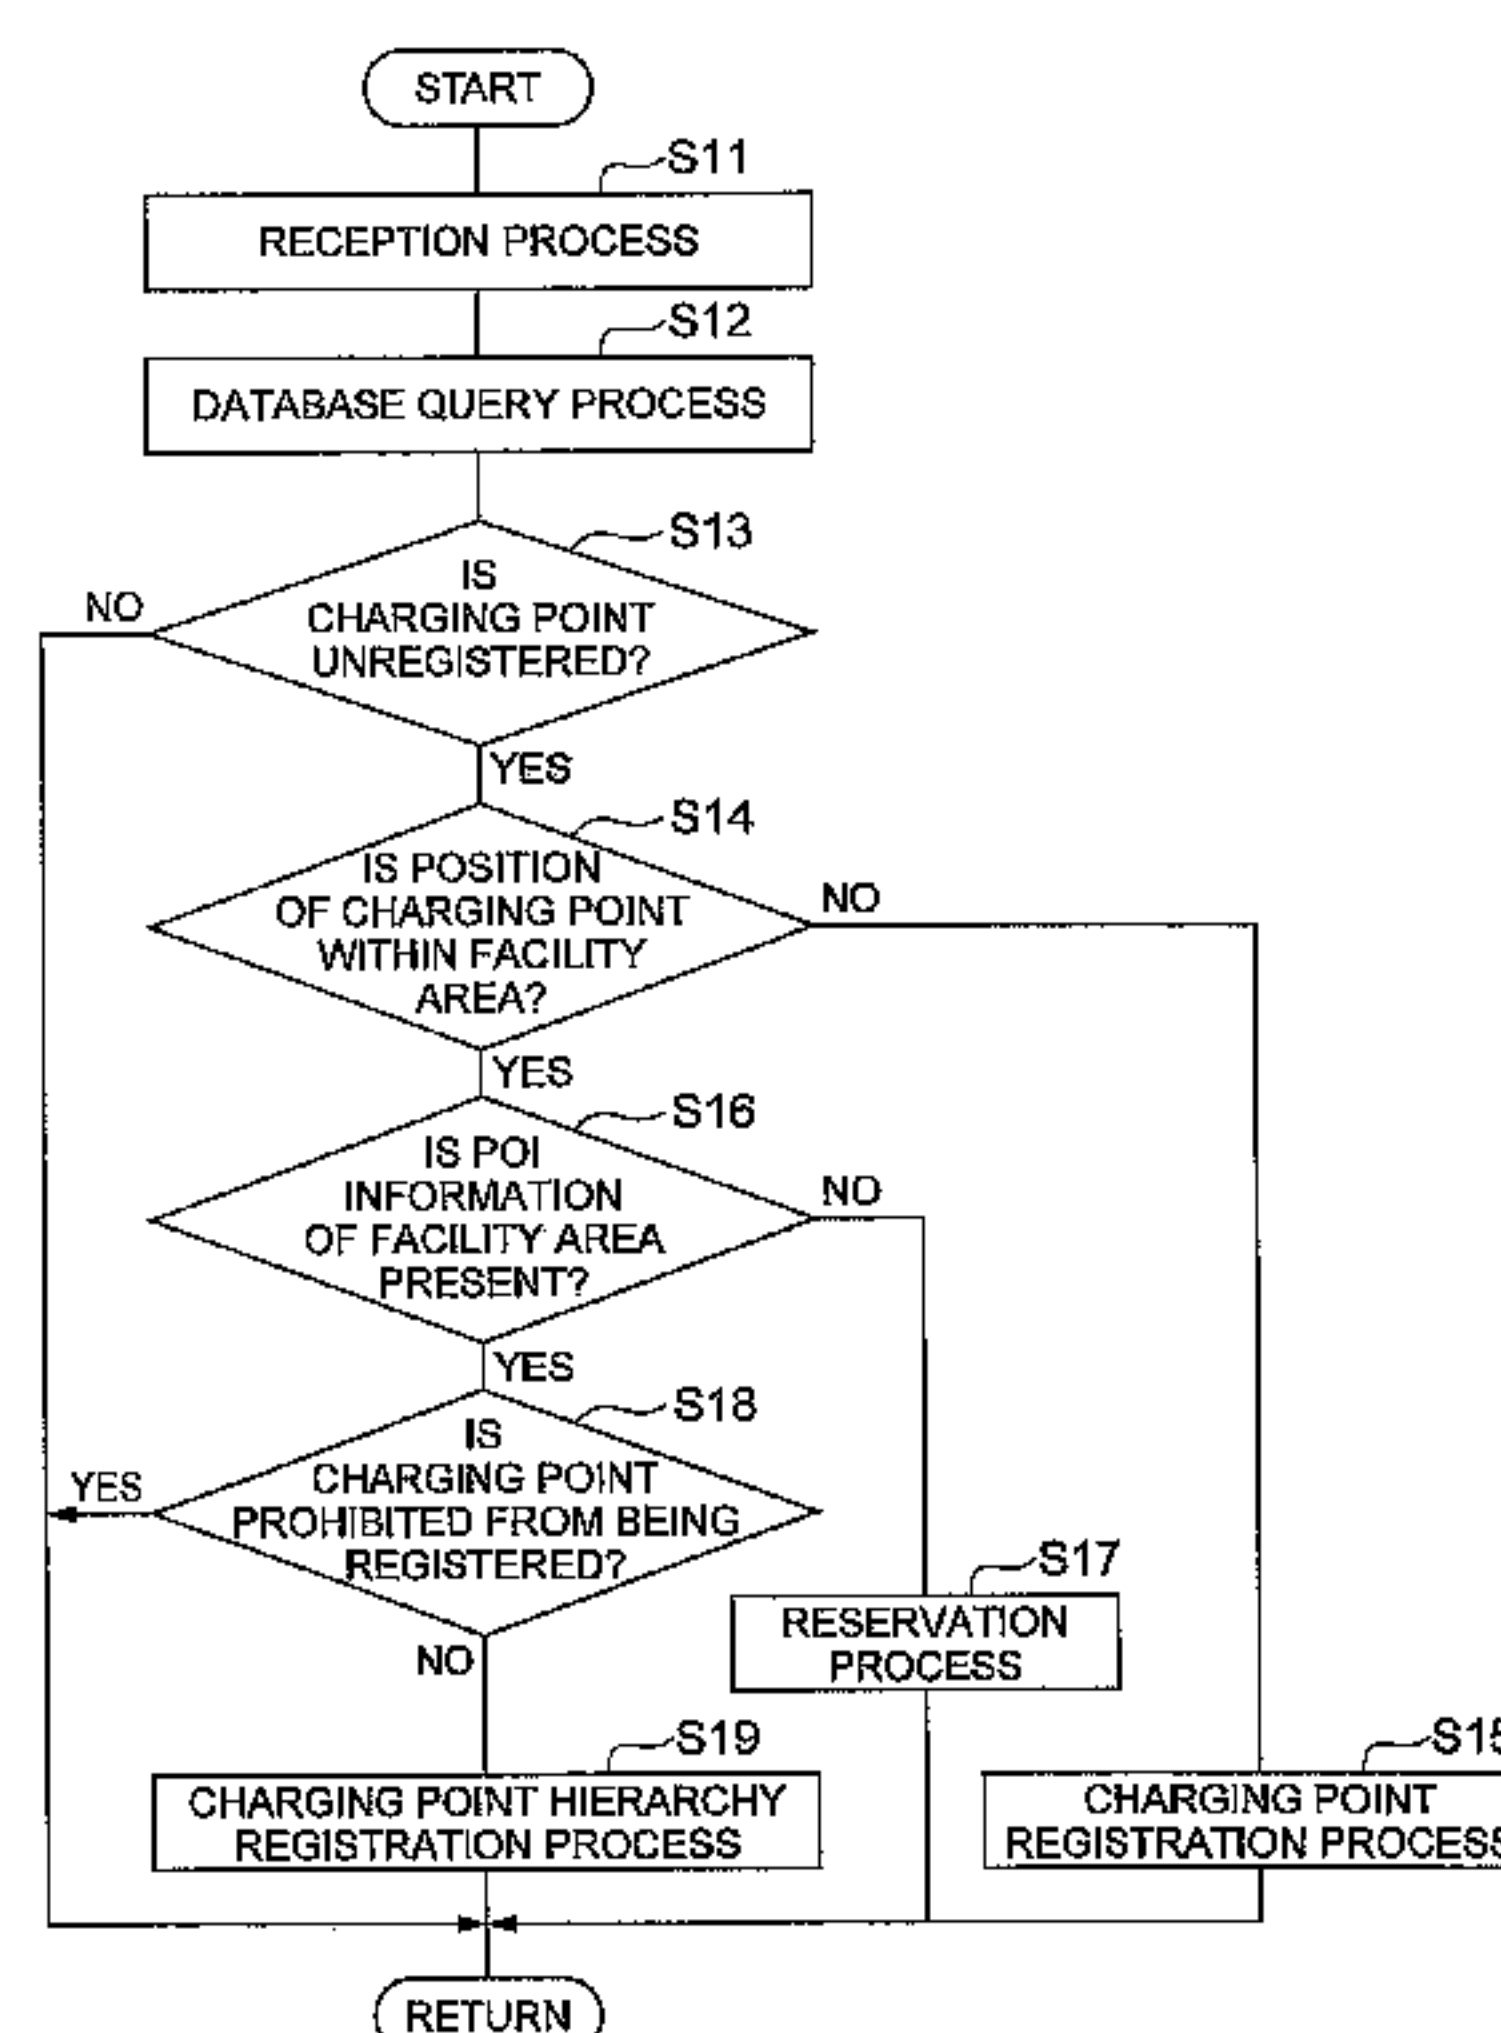 START
S11
RECEPTION PROCESS
S12
DATABASE QUERY PROCESS
S13
IS
CHARGING POINT
UNREGISTERED?
NO
YES
S14
IS POSITION
OF CHARGING POINT
WITHIN FACILITY
AREA?
NO
YES
S16
IS POI
INFORMATION
OF FACILITY AREA
PRESENT?
NO
YES
S18
IS
CHARGING POINT
PROHIBITED FROM BEING
REGISTERED?
YES
NO
S17
RESERVATION
PROCESS
S19
CHARGING POINT HIERARCHY
REGISTRATION PROCESS
S15
CHARGING POINT
REGISTRATION PROCESS
RETURN